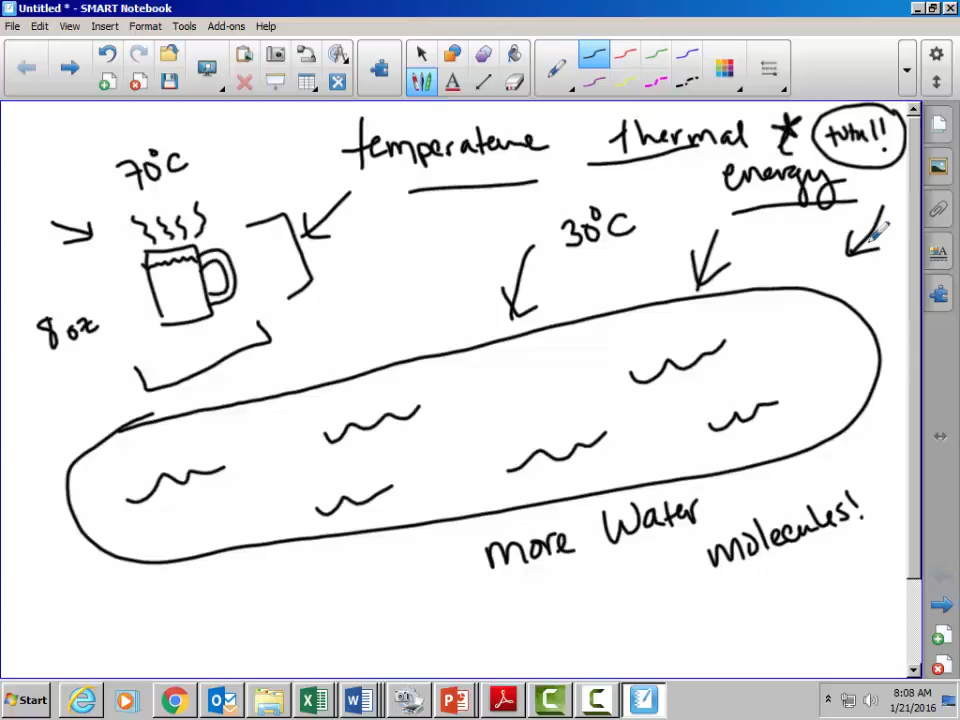 Untitled * - SMART Notebook
File Edit View Insert Format Tools Add-ons Help
temperature thermal * total!
energy
70°C
30°C
8 oz
more Water
molecules!
Start
8:08 AM
1/21/2016